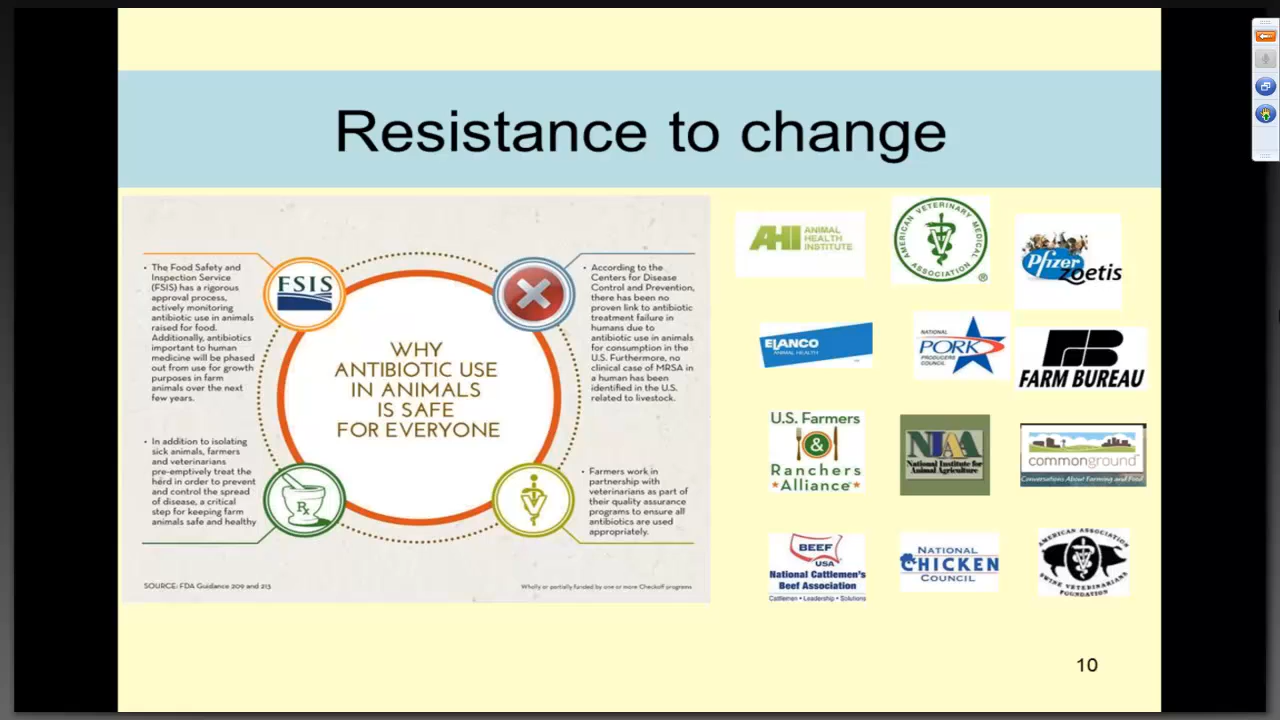 Resistance to change
• The Food Safety and
Inspection Service
(FSIS) has a rigorous
approval process,
actively monitoring
antibiotic use in animals
raised for food.
Additionally, antibiotics
important to human
medicine will be phased
out from use for growth
purposes in farm
animals over the next
few years.
FSIS
• According to the
Centers for Disease
Control and Prevention,
there has been no
proven link to antibiotic
treatment failure in
humans due to
antibiotic use in animals
for consumption in the
U.S. Furthermore, no
clinical case of MRSA in
a human has been
identified in the U.S.
related to livestock.
WHY
ANTIBIOTIC USE
IN ANIMALS
IS SAFE
FOR EVERYONE
• In addition to isolating
sick animals, farmers
and veterinarians
pre-emptively treat the
herd in order to prevent
and control the spread
of disease, a critical
step for keeping farm
animals safe and healthy
Rx
• Farmers work in
partnership with
veterinarians as part of
their quality assurance
programs to ensure all
antibiotics are used
appropriately.
SOURCE: FDA Guidance 209 and 213
Wholly or partially funded by one or more Checkoff programs
AHI ANIMAL
HEALTH
INSTITUTE
AMERICAN VETERINARY MEDICAL
ASSOCIATION
®
Pfizer
zoetis
ELANCO
ANIMAL HEALTH
NATIONAL
PORK
PRODUCERS
COUNCIL
FB
FARM BUREAU
U.S. Farmers
&
Ranchers
Alliance™
NIAA
National Institute for
Animal Agriculture
commonground™
Conversations About Farming and Food
BEEF
USA
National Cattlemen's
Beef Association
Cattlemen • Leadership • Solutions
NATIONAL
CHICKEN
COUNCIL
AMERICAN ASSOCIATION
SWINE VETERINARIANS
FOUNDATION
10